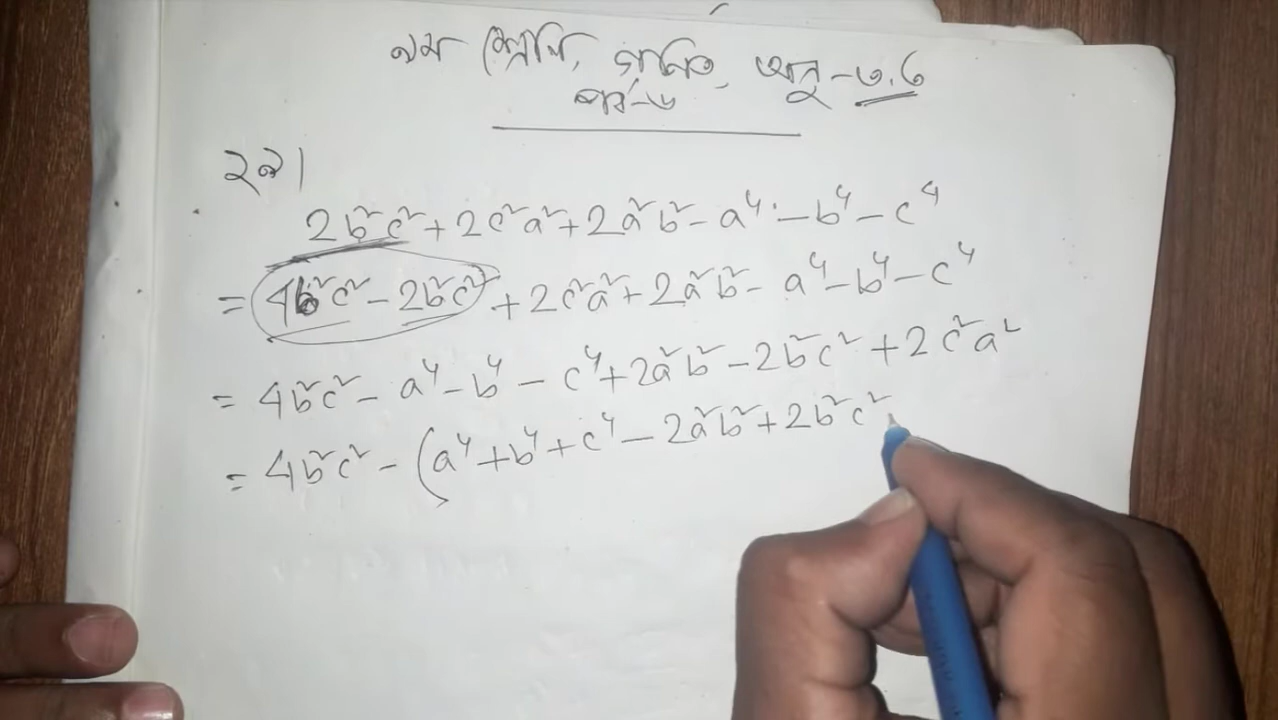 ৯ম শ্রেণি, গণিত, অনু-৩.৩
পর্ব-৬
২৯।
2b²c²+2c²a²+2a²b²-a⁴-b⁴-c⁴
=4b²c²-2b²c²+2c²a²+2a²b²-a⁴-b⁴-c⁴
=4b²c²-a⁴-b⁴-c⁴+2a²b²-2b²c²+2c²a²
=4b²c²-(a⁴+b⁴+c⁴-2a²b²+2b²c²